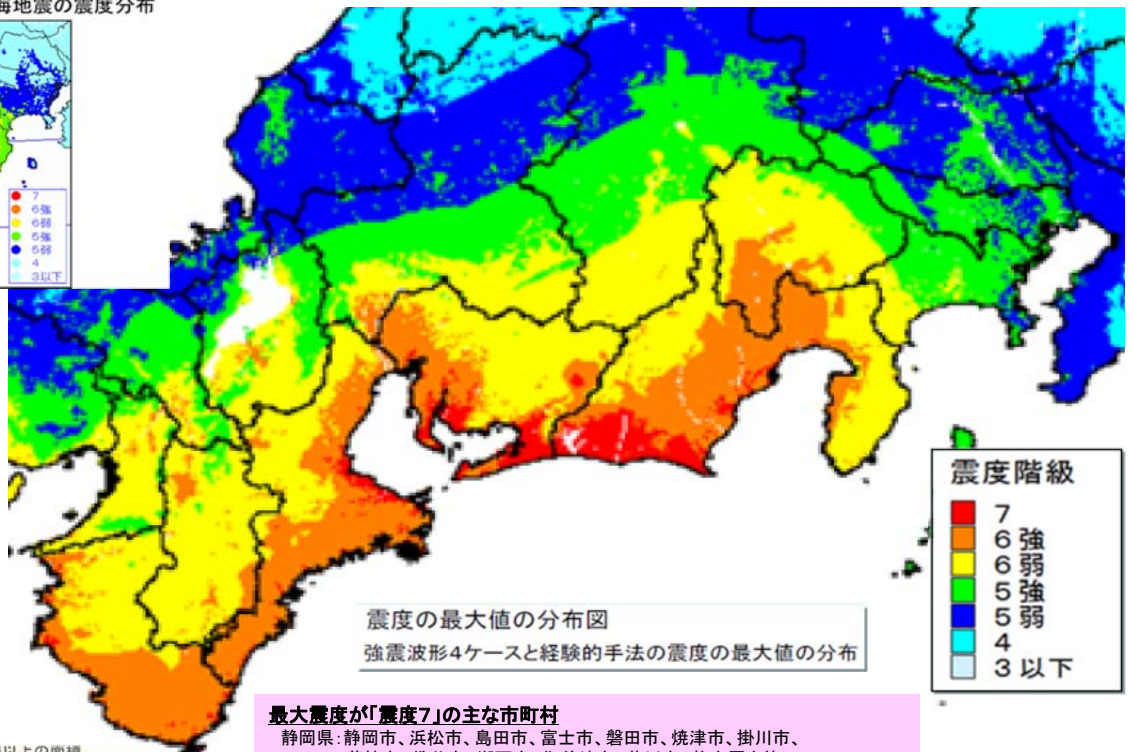 海地震の震度分布
7
6強
6弱
5強
5弱
4
3以下
震度階級
7
6強
6弱
5強
5弱
4
3以下
震度の最大値の分布図
強震波形4ケースと経験的手法の震度の最大値の分布
最大震度が「震度7」の主な市町村
静岡県:静岡市、浜松市、島田市、富士市、磐田市、焼津市、掛川市、
以上の面積